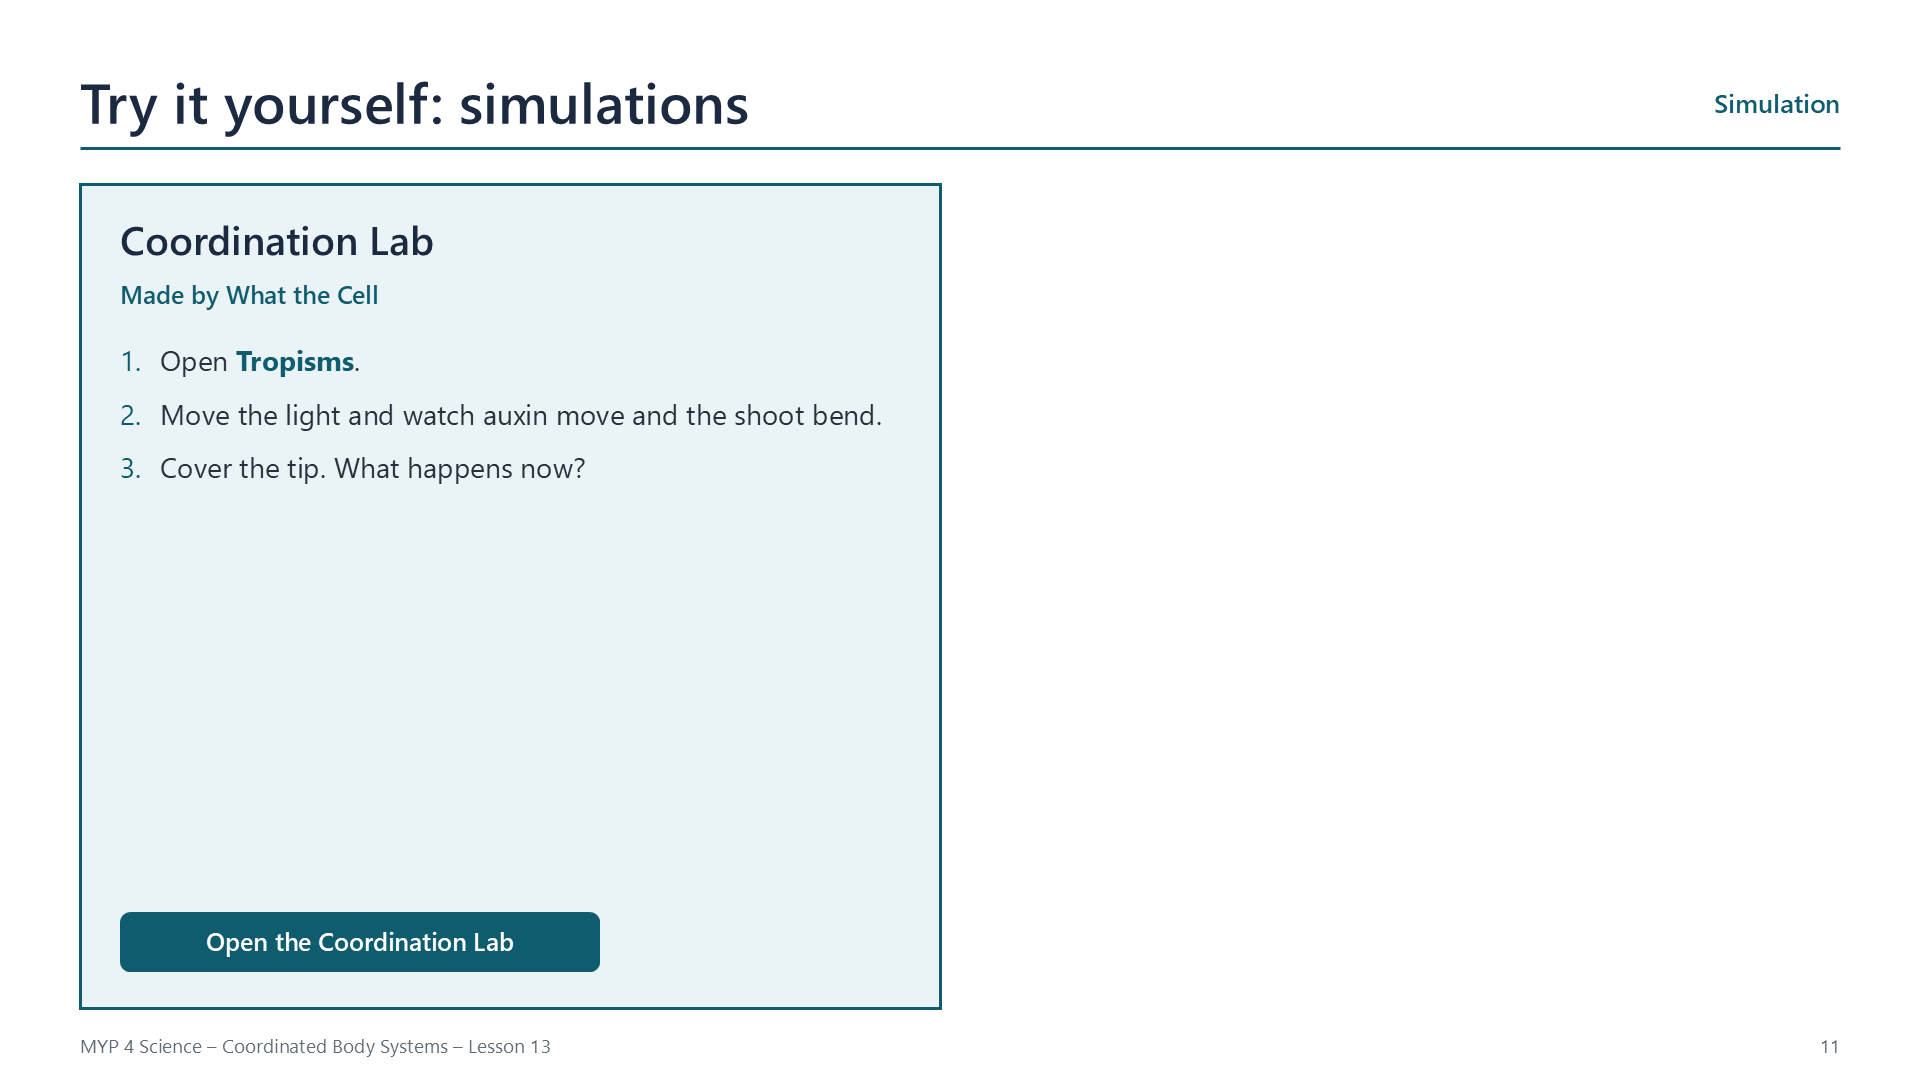 Try it yourself: simulations
Simulation
Coordination Lab
Made by What the Cell
1. Open Tropisms.
2. Move the light and watch auxin move and the shoot bend.
3. Cover the tip. What happens now?
Open the Coordination Lab
MYP 4 Science – Coordinated Body Systems – Lesson 13
11